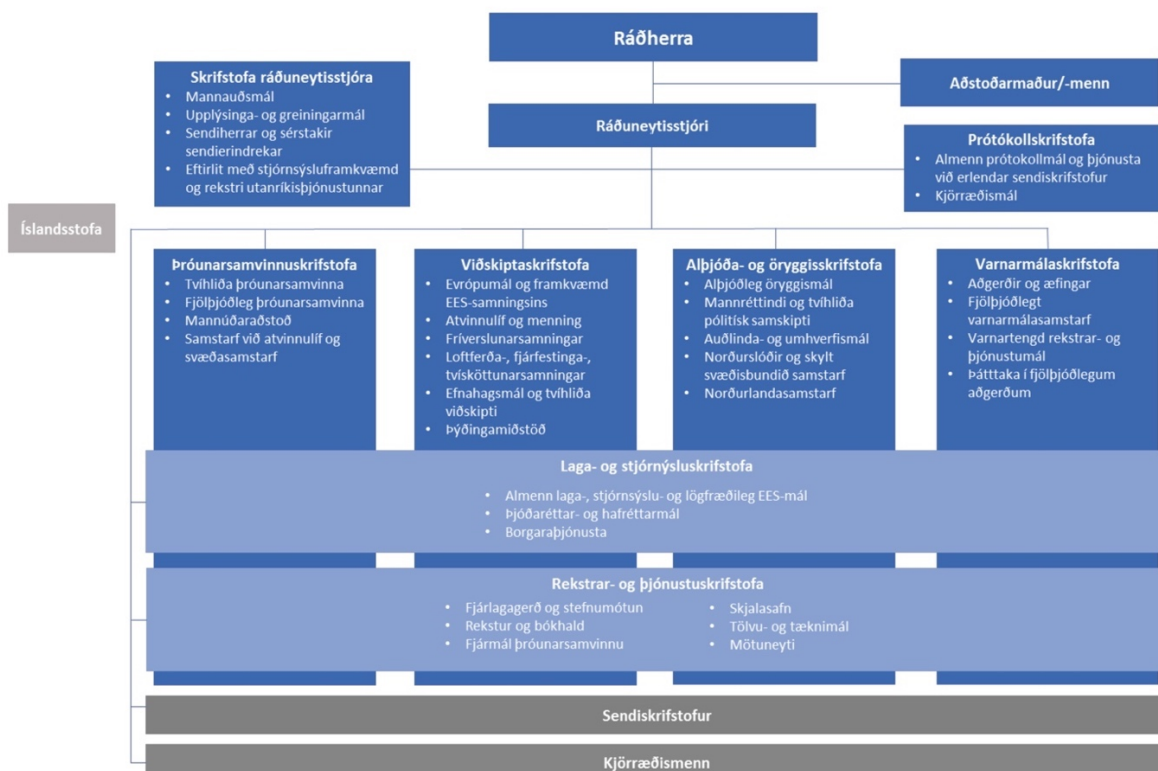 Ráðherra
Skrifstofa ráðuneytisstjóra
• Mannauðsmál
• Upplýsinga- og greiningarmál
• Sendiherrar og sérstakir
sendierindrekar
• Eftirlit með stjórnsýsluframkvæmd
og rekstri utanríkisþjónustunnar
Aðstoðarmaður/-menn
Ráðuneytisstjóri
Prótókollskrifstofa
• Almenn prótokollmál og þjónusta
við erlendar sendiskrifstofur
• Kjörræðismál
Íslandsstofa
Þróunarsamvinnuskrifstofa
• Tvíhliða þróunarsamvinna
• Fjölþjóðleg þróunarsamvinna
• Mannúðaraðstoð
• Samstarf við atvinnulíf og
svæðasamstarf
Viðskiptaskrifstofa
• Evrópumál og framkvæmd
EES-samningsins
• Atvinnulíf og menning
• Fríverslunarsamningar
• Loftferða-, fjárfestinga-,
tvísköttunarsamningar
• Efnahagsmál og tvíhliða
viðskipti
• Þýðingamiðstöð
Alþjóða- og öryggisskrifstofa
• Alþjóðleg öryggismál
• Mannréttindi og tvíhliða
pólitísk samskipti
• Auðlinda- og umhverfismál
• Norðurslóðir og skylt
svæðisbundið samstarf
• Norðurlandasamstarf
Varnarmálaskrifstofa
• Aðgerðir og æfingar
• Fjölþjóðlegt
varnarmálasamstarf
• Varnartengd rekstrar- og
þjónustumál
• Þátttaka í fjölþjóðlegum
aðgerðum
Laga- og stjórnýsluskrifstofa
• Almenn laga-, stjórnsýslu- og lögfræðileg EES-mál
• Þjóðaréttar- og hafréttarmál
• Borgaraþjónusta
Rekstrar- og þjónustuskrifstofa
• Fjárlagagerð og stefnumótun
• Rekstur og bókhald
• Fjármál þróunarsamvinnu
• Skjalasafn
• Tölvu- og tæknimál
• Mötuneyti
Sendiskrifstofur
Kjörræðismenn